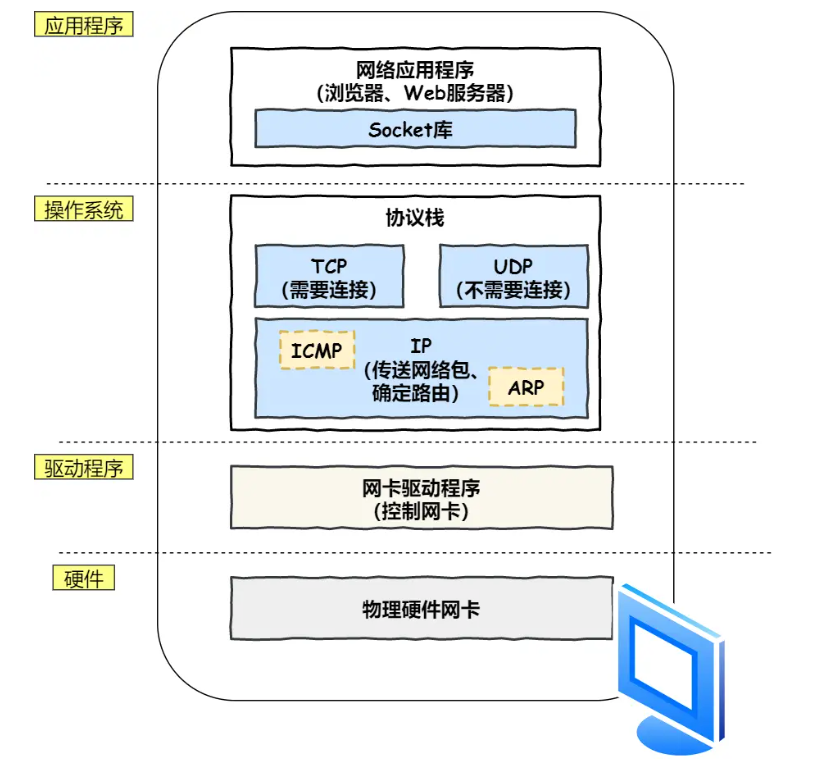 应用程序
网络应用程序
(浏览器、Web服务器)
Socket库
操作系统
协议栈
TCP
(需要连接)
UDP
(不需要连接)
ICMP
IP
(传送网络包、
确定路由)
ARP
驱动程序
网卡驱动程序
(控制网卡)
硬件
物理硬件网卡